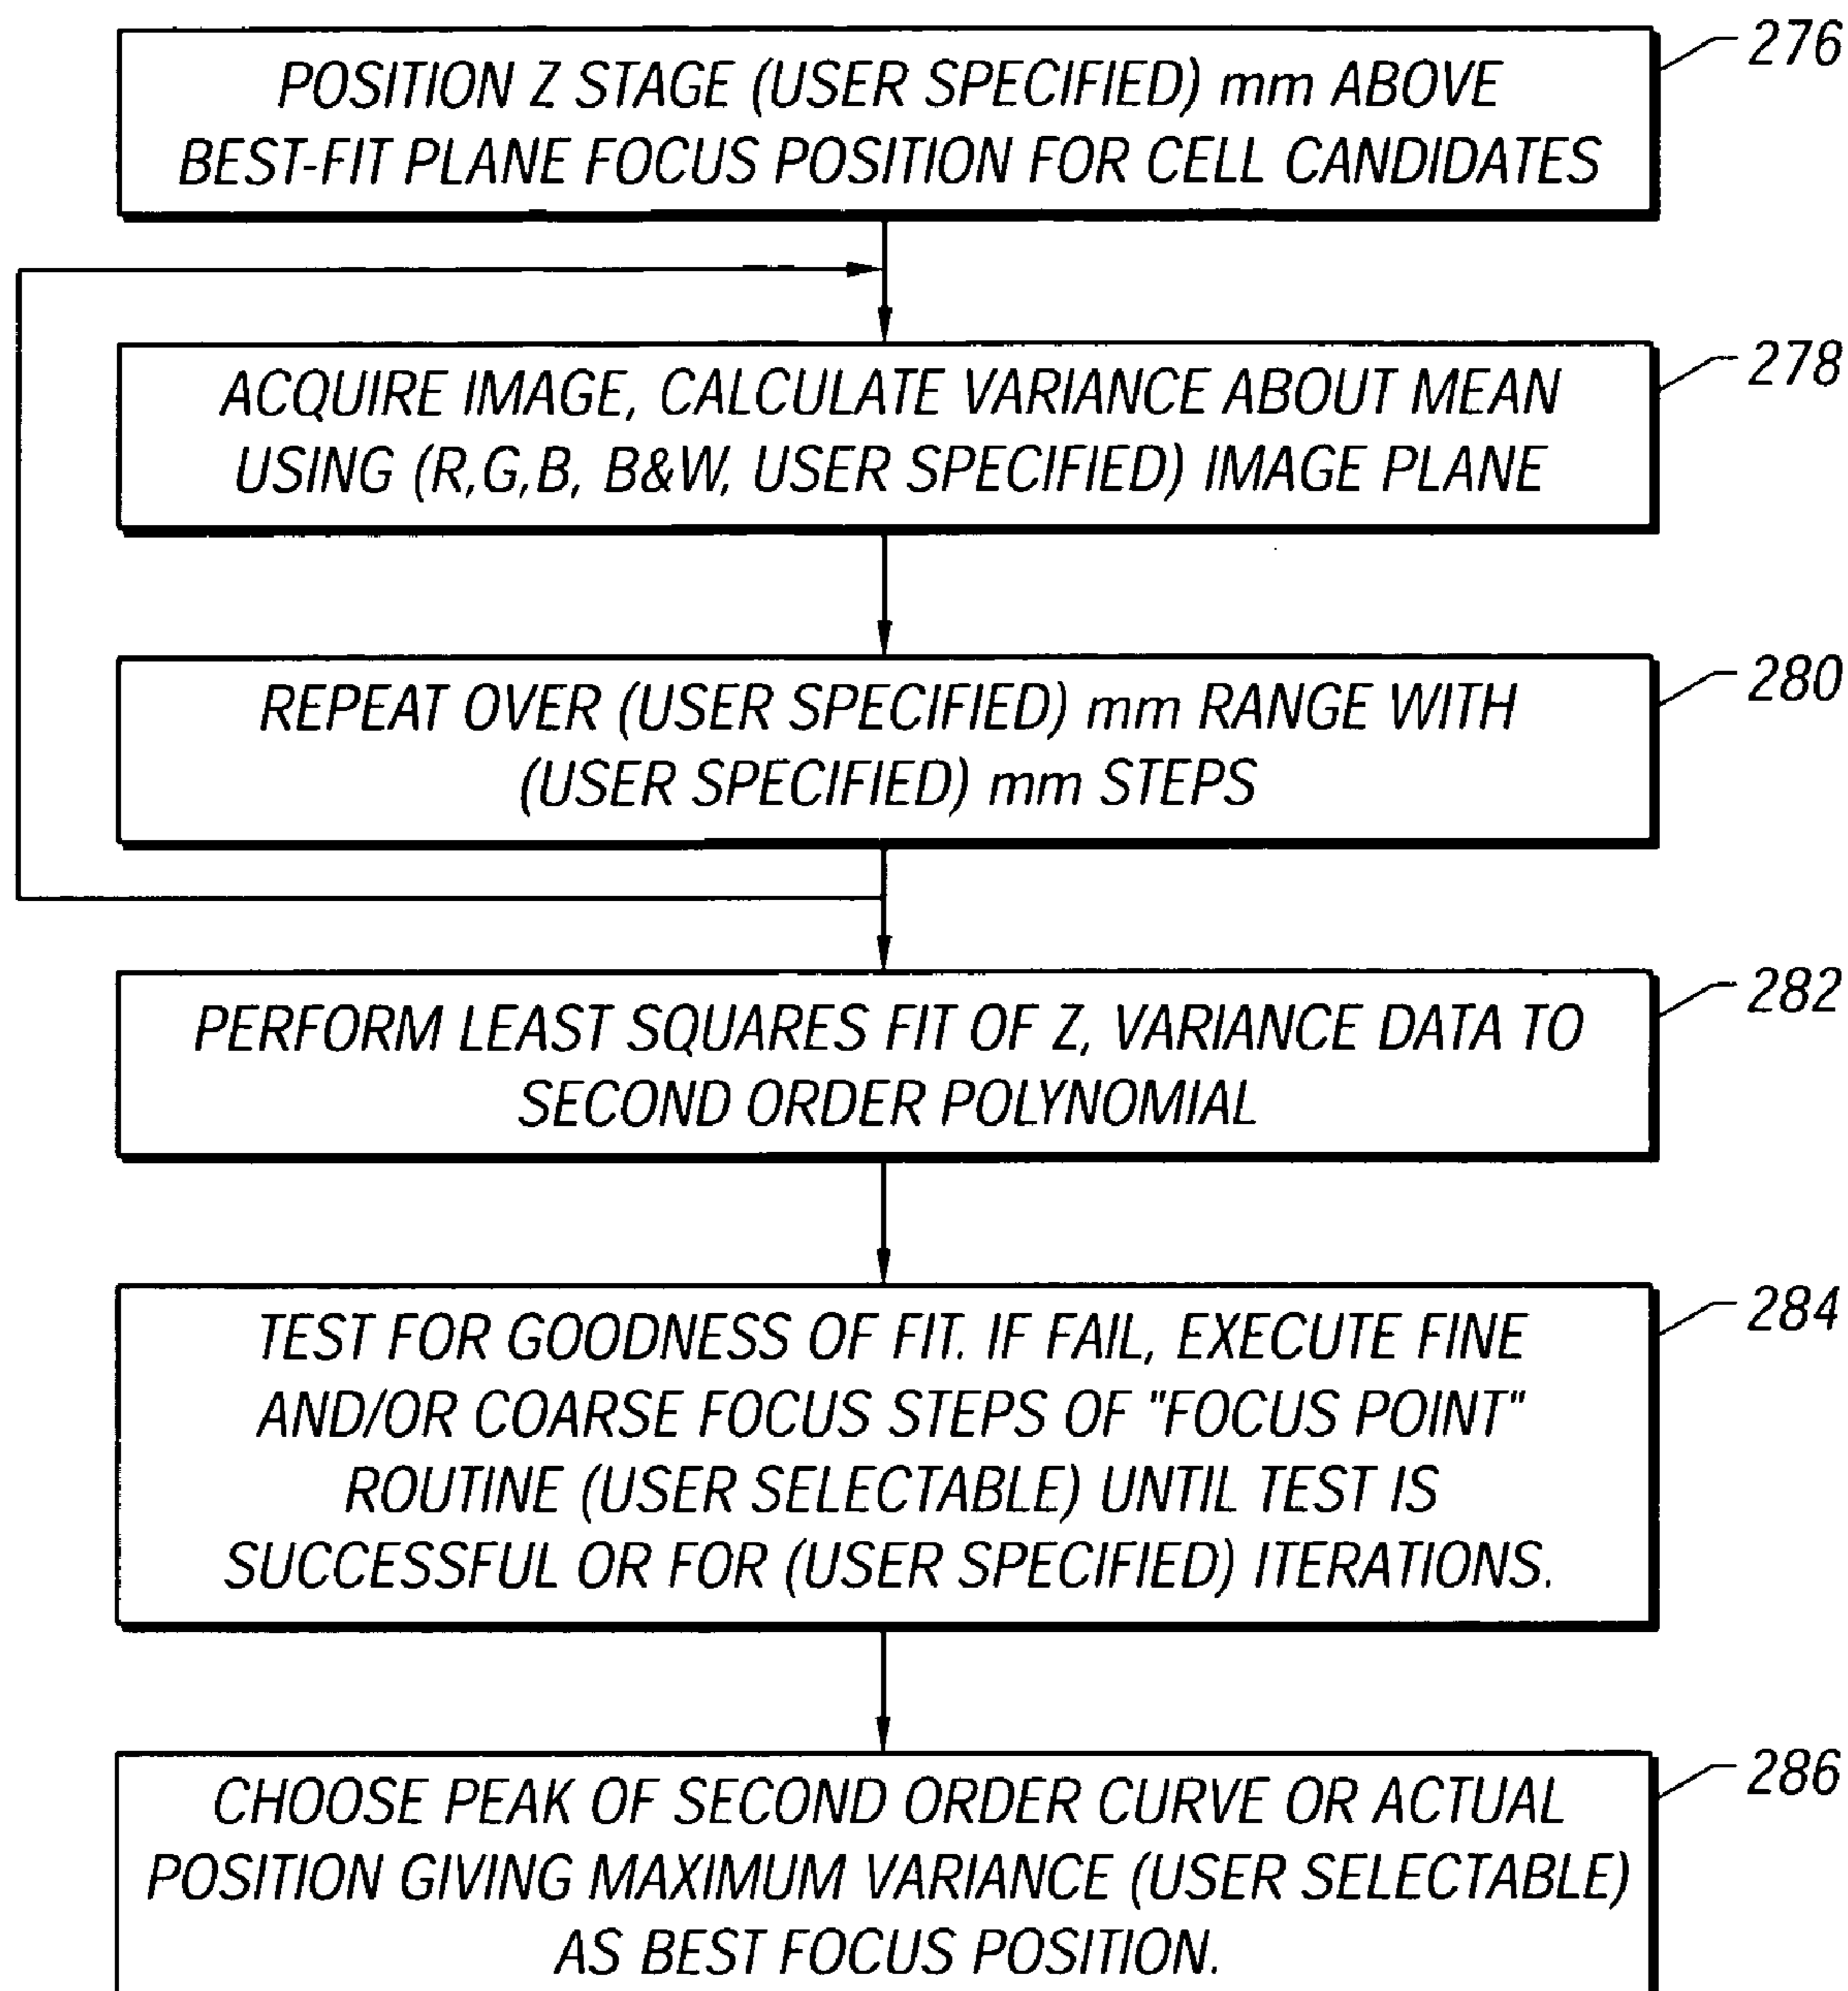 276
POSITION Z STAGE (USER SPECIFIED) mm ABOVE
BEST-FIT PLANE FOCUS POSITION FOR CELL CANDIDATES
278
ACQUIRE IMAGE, CALCULATE VARIANCE ABOUT MEAN
USING (R,G,B, B&W, USER SPECIFIED) IMAGE PLANE
280
REPEAT OVER (USER SPECIFIED) mm RANGE WITH
(USER SPECIFIED) mm STEPS
282
PERFORM LEAST SQUARES FIT OF Z, VARIANCE DATA TO
SECOND ORDER POLYNOMIAL
284
TEST FOR GOODNESS OF FIT. IF FAIL, EXECUTE FINE
AND/OR COARSE FOCUS STEPS OF "FOCUS POINT"
ROUTINE (USER SELECTABLE) UNTIL TEST IS
SUCCESSFUL OR FOR (USER SPECIFIED) ITERATIONS.
286
CHOOSE PEAK OF SECOND ORDER CURVE OR ACTUAL
POSITION GIVING MAXIMUM VARIANCE (USER SELECTABLE)
AS BEST FOCUS POSITION.